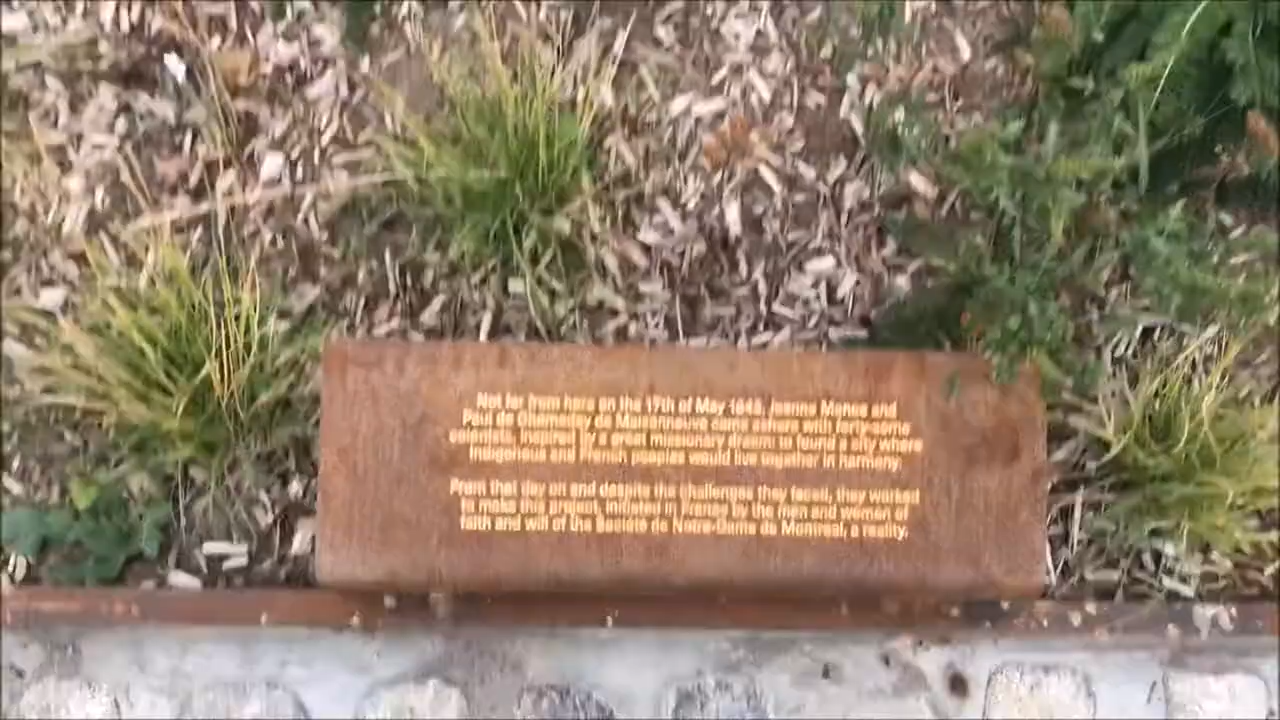 Not far from here on the 17th of May 1642, Jeanne Mance and
Paul de Chomedey de Maisonneuve came ashore with forty-some
colonists, inspired by a great missionary dream: to found a city where
Indigenous and French peoples would live together in harmony.
From that day on and despite the challenges they faced, they worked
to make this project, initiated in France by the men and women of
faith and will of the Société de Notre-Dame de Montréal, a reality.